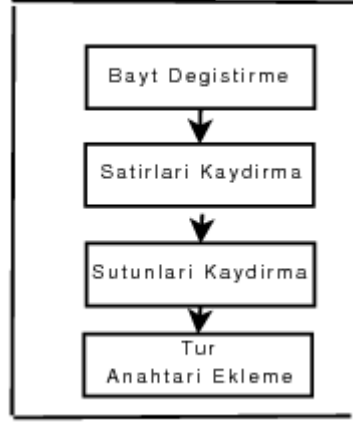 Bayt Degistirme
Satirlari Kaydirma
Sutunlari Kaydirma
Tur
Anahtari Ekleme